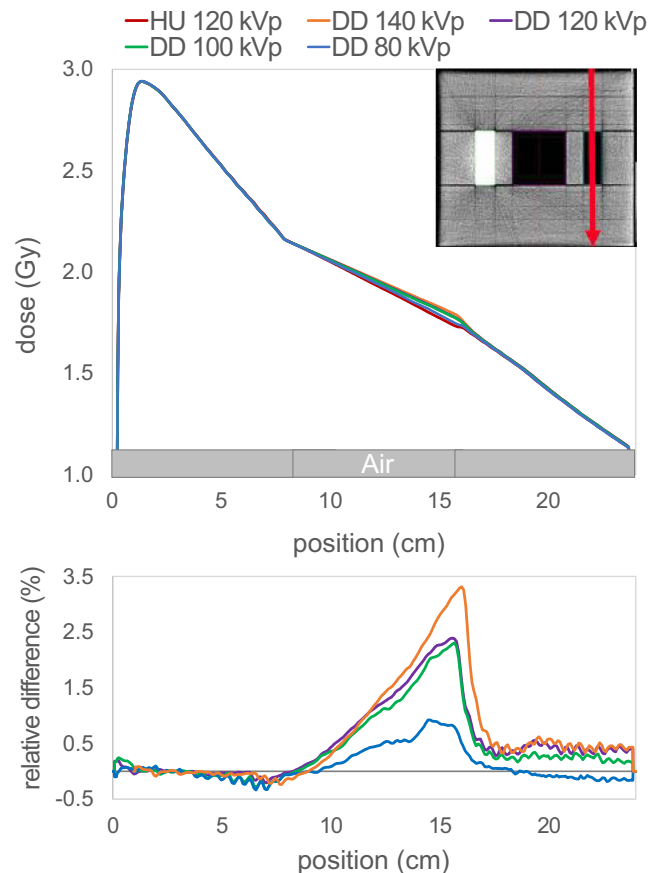 HU 120 kVp DD 140 kVp DD 120 kVp
DD 100 kVp DD 80 kVp
3.0
2.5
2.0
1.5
1.0
dose (Gy)
Air
0 5 10 15 20
position (cm)
3.5
2.5
1.5
0.5
-0.5
relative difference (%)
0 5 10 15 20
position (cm)